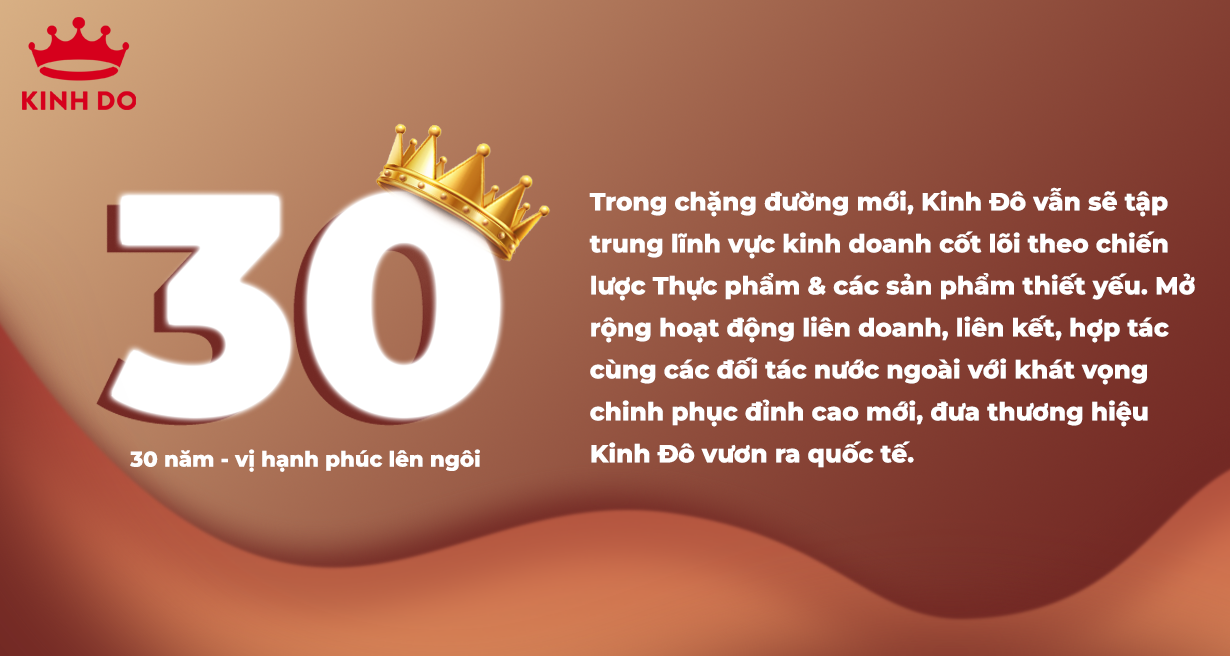 KINH DO
30
30 năm - vị hạnh phúc lên ngôi
Trong chặng đường mới, Kinh Đô vẫn sẽ tập
trung lĩnh vực kinh doanh cốt lõi theo chiến
lược Thực phẩm & các sản phẩm thiết yếu. Mở
rộng hoạt động liên doanh, liên kết, hợp tác
cùng các đối tác nước ngoài với khát vọng
chinh phục đỉnh cao mới, đưa thương hiệu
Kinh Đô vươn ra quốc tế.